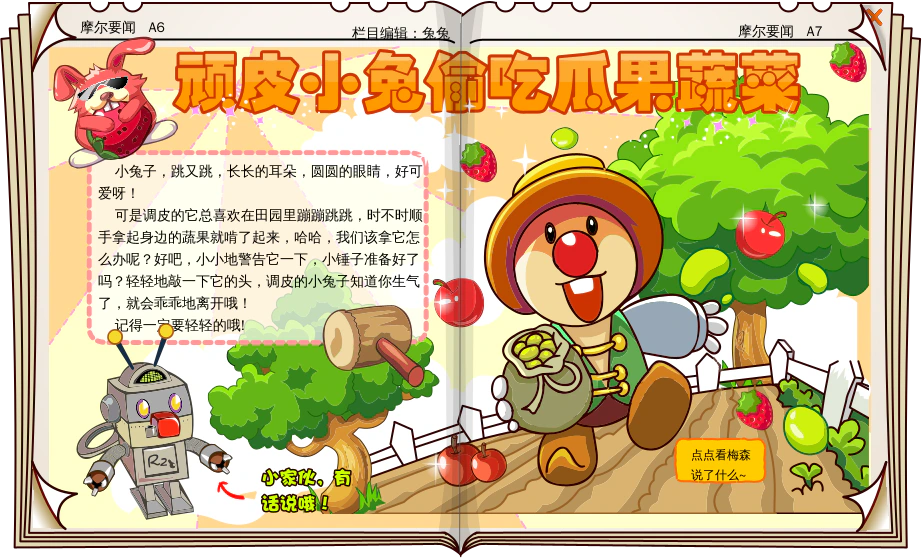 摩尔要闻 A6
栏目编辑：兔兔
摩尔要闻 A7
顽皮小兔偷吃瓜果蔬菜
小兔子，跳又跳，长长的耳朵，圆圆的眼睛，好可
爱呀！
可是调皮的它总喜欢在田园里蹦蹦跳跳，时不时顺
手拿起身边的蔬果就啃了起来，哈哈，我们该拿它怎
么办呢？好吧，小小地警告它一下，小锤子准备好了
吗？轻轻地敲一下它的头，调皮的小兔子知道你生气
了，就会乖乖地离开哦！
记得一定要轻轻的哦!
小家伙，有
话说哦！
点点看梅森
说了什么~